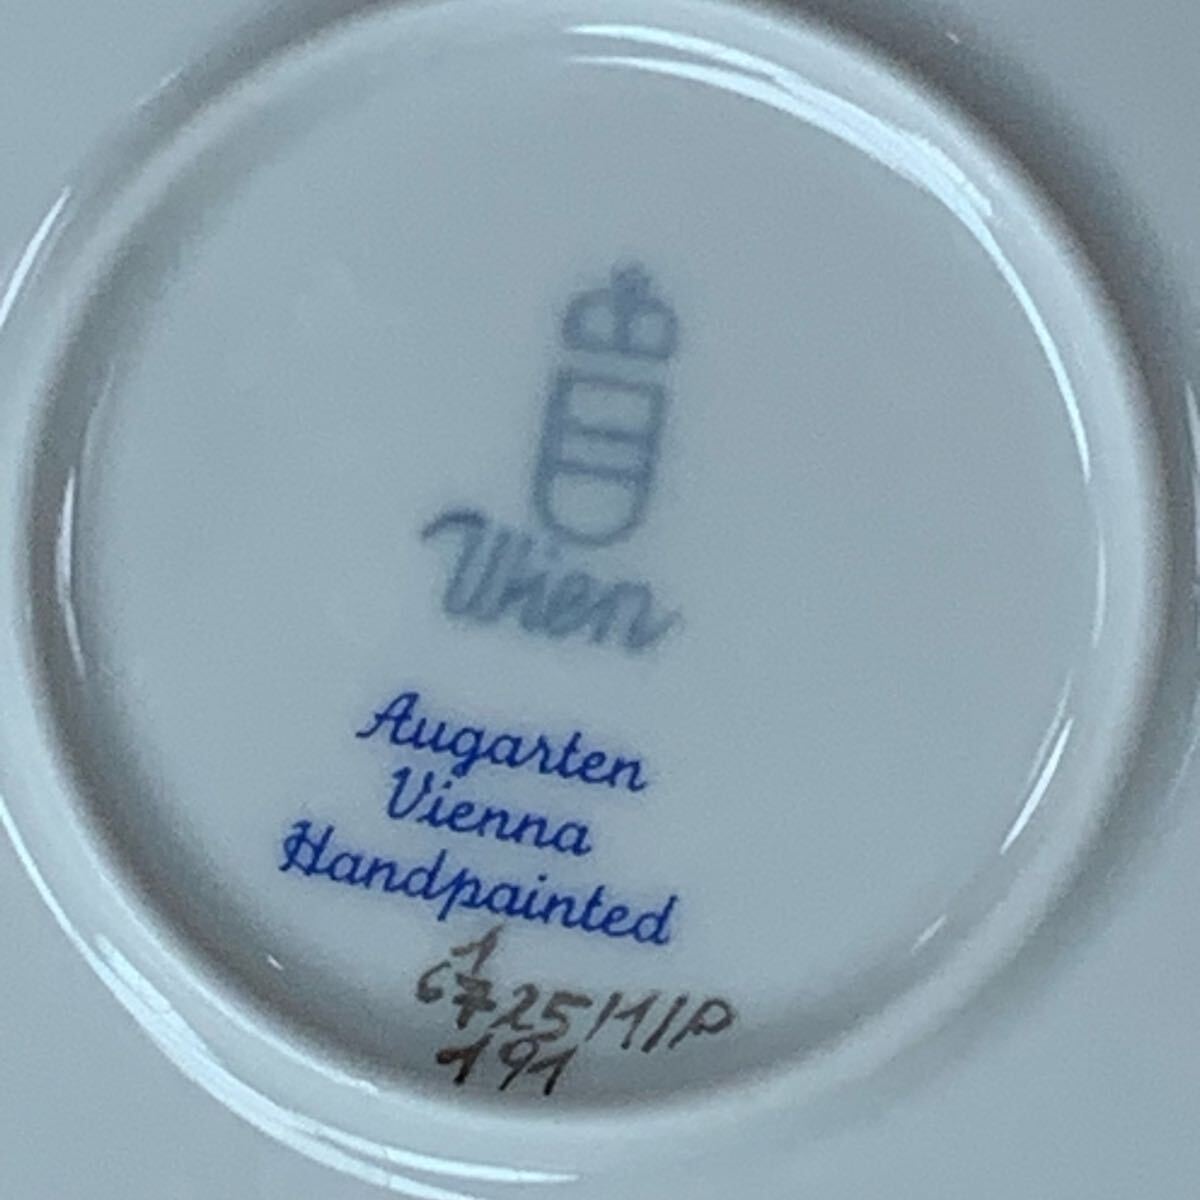 Wien
Augarten
Vienna
Handpainted
1
6725/1/P
191